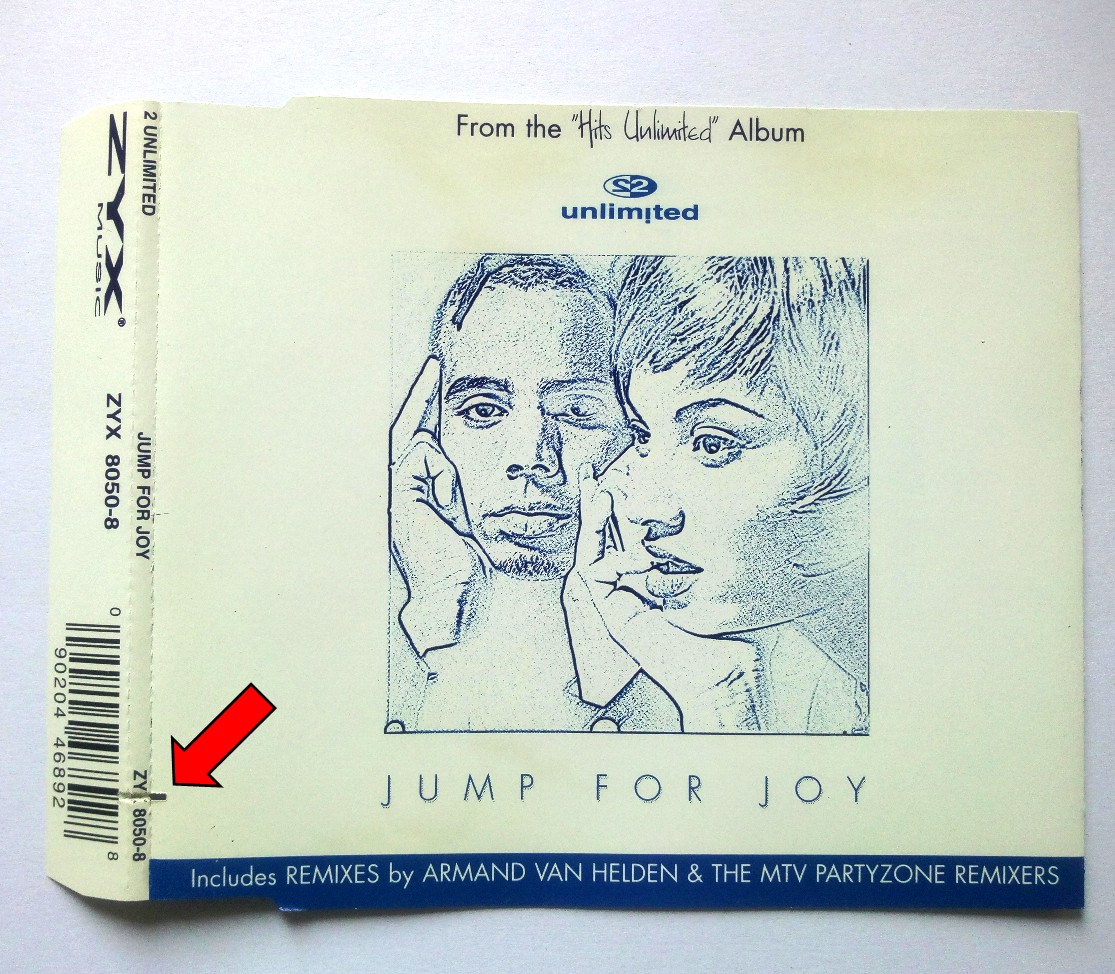 From the "Hits Unlimited" Album
2
unlimited
JUMP FOR JOY
Includes REMIXES by ARMAND VAN HELDEN & THE MTV PARTYZONE REMIXERS
2 UNLIMITED
JUMP FOR JOY
ZY 8050-8
ZYX
MUSIC ®
ZYX 8050-8
0 90204 46892 8